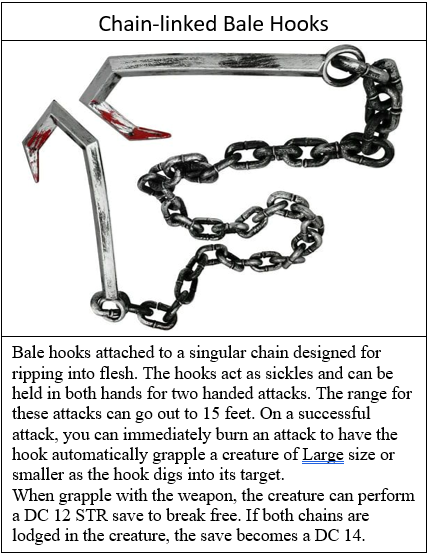 Chain-linked Bale Hooks
Bale hooks attached to a singular chain designed for
ripping into flesh. The hooks act as sickles and can be
held in both hands for two handed attacks. The range for
these attacks can go out to 15 feet. On a successful
attack, you can immediately burn an attack to have the
hook automatically grapple a creature of Large size or
smaller as the hook digs into its target.
When grapple with the weapon, the creature can perform
a DC 12 STR save to break free. If both chains are
lodged in the creature, the save becomes a DC 14.